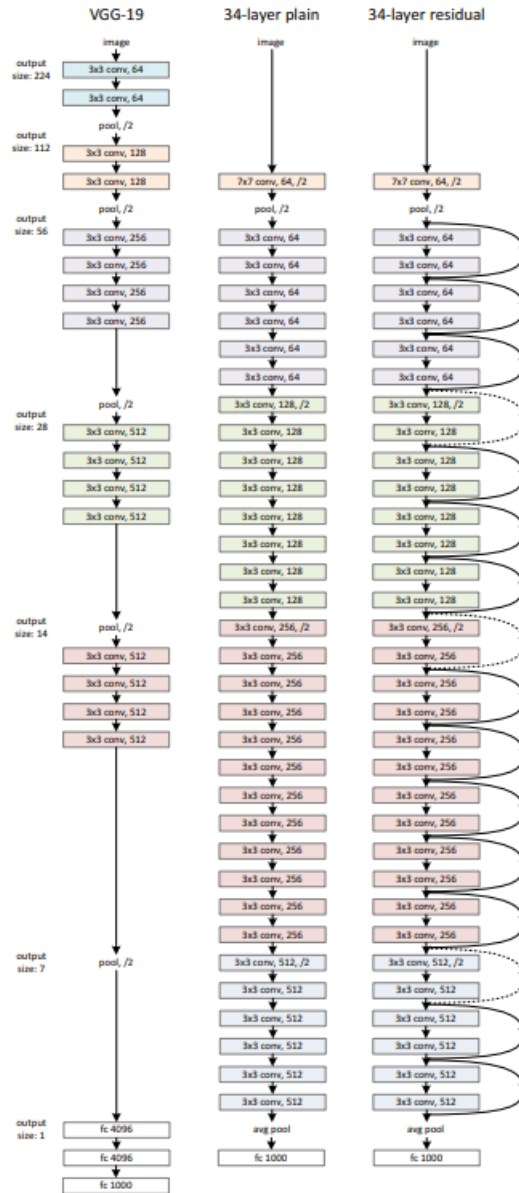 VGG-19
image
output
size: 224
3x3 conv, 64
3x3 conv, 64
pool, /2
output
size: 112
3x3 conv, 128
3x3 conv, 128
pool, /2
output
size: 56
3x3 conv, 256
3x3 conv, 256
3x3 conv, 256
3x3 conv, 256
pool, /2
output
size: 28
3x3 conv, 512
3x3 conv, 512
3x3 conv, 512
3x3 conv, 512
pool, /2
output
size: 14
3x3 conv, 512
3x3 conv, 512
3x3 conv, 512
3x3 conv, 512
pool, /2
output
size: 7
output
size: 1
fc 4096
fc 4096
fc 1000
34-layer plain
image
7x7 conv, 64, /2
pool, /2
3x3 conv, 64
3x3 conv, 64
3x3 conv, 64
3x3 conv, 64
3x3 conv, 64
3x3 conv, 64
3x3 conv, 128, /2
3x3 conv, 128
3x3 conv, 128
3x3 conv, 128
3x3 conv, 128
3x3 conv, 128
3x3 conv, 128
3x3 conv, 128
3x3 conv, 256, /2
3x3 conv, 256
3x3 conv, 256
3x3 conv, 256
3x3 conv, 256
3x3 conv, 256
3x3 conv, 256
3x3 conv, 256
3x3 conv, 256
3x3 conv, 256
3x3 conv, 256
3x3 conv, 256
3x3 conv, 512, /2
3x3 conv, 512
3x3 conv, 512
3x3 conv, 512
3x3 conv, 512
3x3 conv, 512
avg pool
fc 1000
34-layer residual
image
7x7 conv, 64, /2
pool, /2
3x3 conv, 64
3x3 conv, 64
3x3 conv, 64
3x3 conv, 64
3x3 conv, 64
3x3 conv, 64
3x3 conv, 128, /2
3x3 conv, 128
3x3 conv, 128
3x3 conv, 128
3x3 conv, 128
3x3 conv, 128
3x3 conv, 128
3x3 conv, 128
3x3 conv, 256, /2
3x3 conv, 256
3x3 conv, 256
3x3 conv, 256
3x3 conv, 256
3x3 conv, 256
3x3 conv, 256
3x3 conv, 256
3x3 conv, 256
3x3 conv, 256
3x3 conv, 256
3x3 conv, 256
3x3 conv, 512, /2
3x3 conv, 512
3x3 conv, 512
3x3 conv, 512
3x3 conv, 512
3x3 conv, 512
avg pool
fc 1000